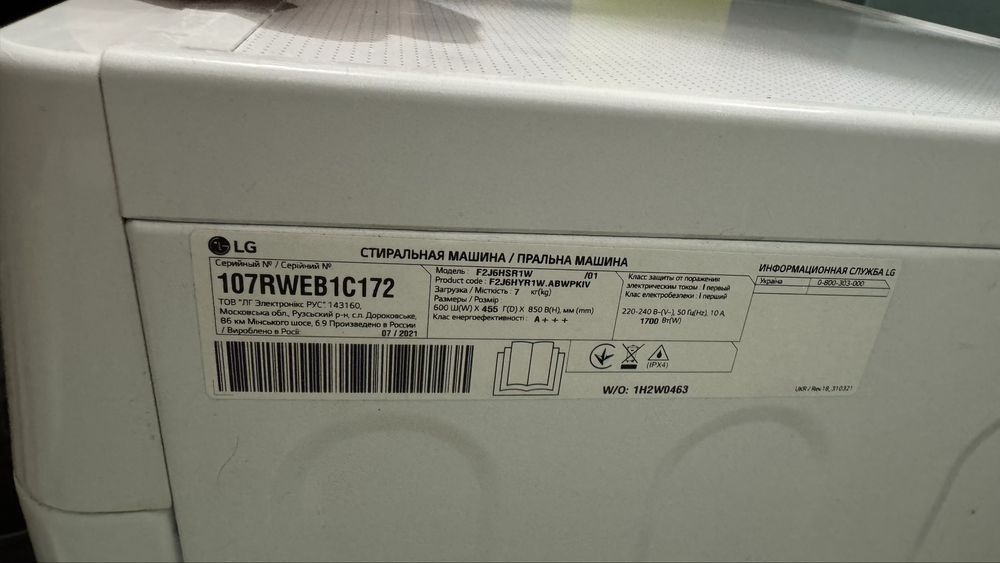 LG
СТИРАЛЬНАЯ МАШИНА / ПРАЛЬНА МАШИНА
Серийный № / Серійний №
107RWEB1C172
ТОВ "ЛГ Электронікс РУС" 143160,
Московська обл., Рузський р-н, с.п. Дороховське,
86 км Мінського шосе, 6.9 Произведено в России
/ Вироблено в Росії 07 / 2021
Модель : F2J6HSR1W /01
Product code : F2J6HYR1W.ABWPKIV
Загрузка / Місткість : 7 кг(kg)
Размеры / Розмір
600 Ш(W) X 455 Г(D) X 850 В(H), мм (mm)
Клас енергоефективності : A + + +
Класс защиты от поражения
электрическим током : I первый
Клас електробезпеки : I перший
220-240 В~(V~), 50 Гц(Hz), 10 A,
1700 Вт(W)
ИНФОРМАЦИОННАЯ СЛУЖБА LG
Україна 0-800-303-000
(IPX4)
W/O: 1H2W0463
UKR / Rev.18_310321